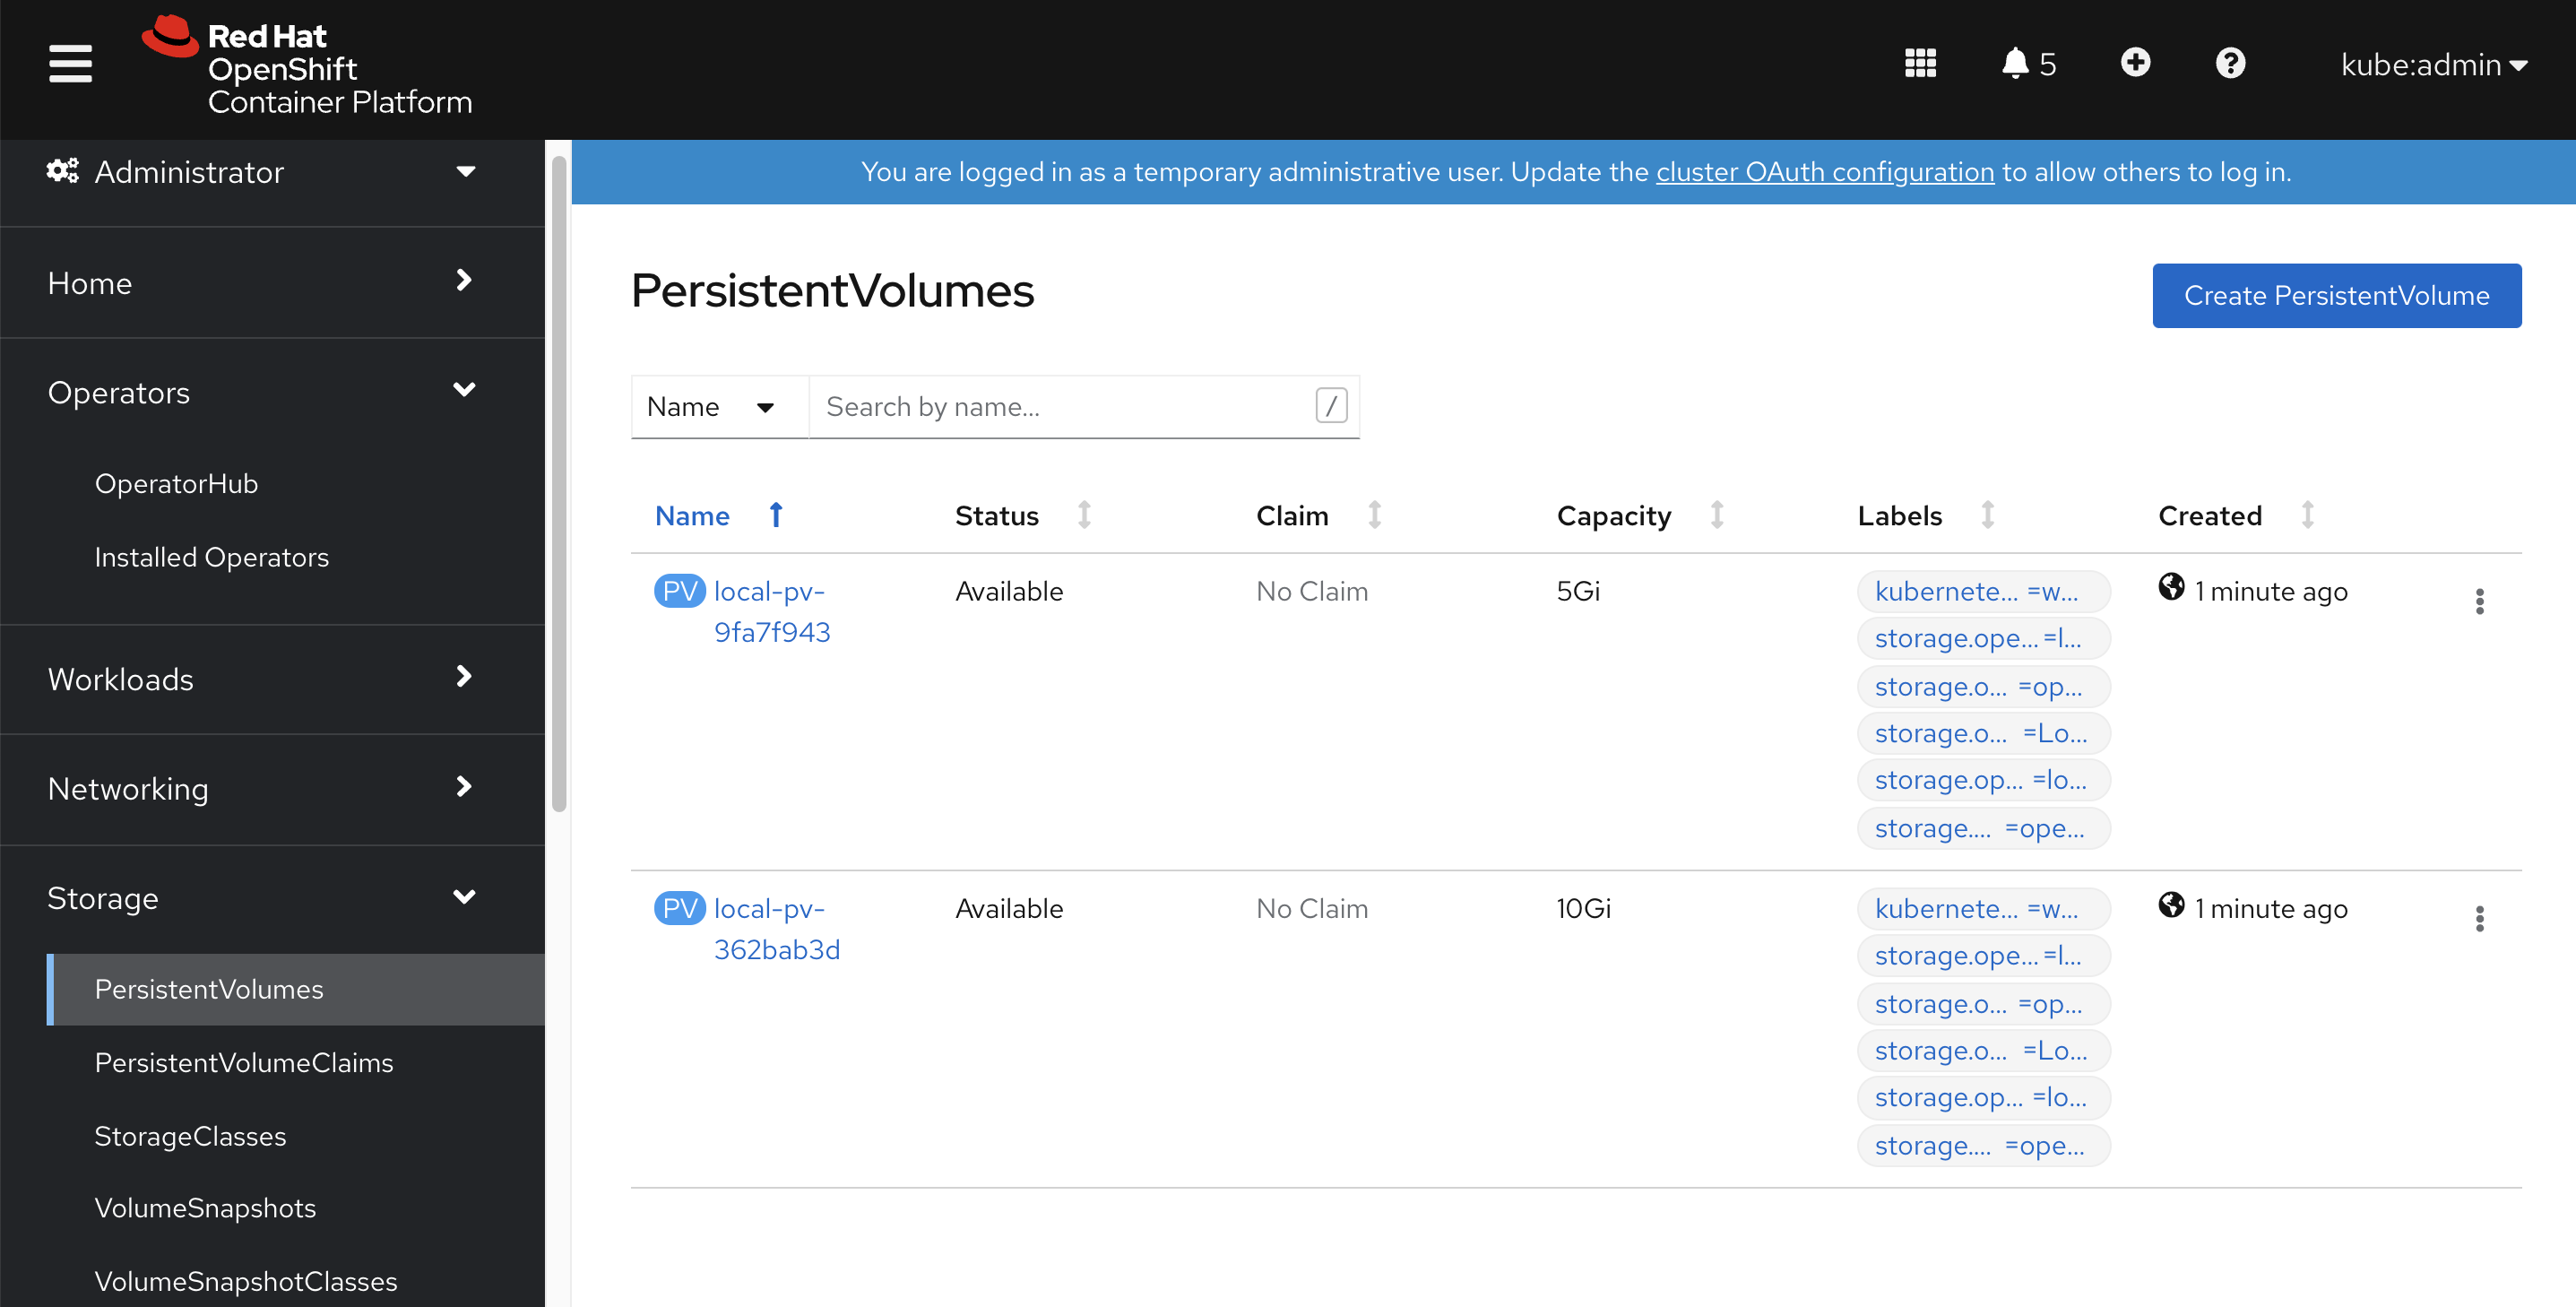 Red Hat
OpenShift
Container Platform
5
kube:admin
Administrator
Home
Operators
OperatorHub
Installed Operators
Workloads
Networking
Storage
PersistentVolumes
PersistentVolumeClaims
StorageClasses
VolumeSnapshots
VolumeSnapshotClasses
You are logged in as a temporary administrative user. Update the cluster OAuth configuration to allow others to log in.
PersistentVolumes
Create PersistentVolume
Name
Search by name...
/
Name Status Claim Capacity Labels Created
PV local-pv-
9fa7f943
Available
No Claim
5Gi
kubernete... =w...
storage.ope... =l...
storage.o... =op...
storage.o... =Lo...
storage.op... =lo...
storage.... =ope...
1 minute ago
PV local-pv-
362bab3d
Available
No Claim
10Gi
kubernete... =w...
storage.ope... =l...
storage.o... =op...
storage.o... =Lo...
storage.op... =lo...
storage.... =ope...
1 minute ago